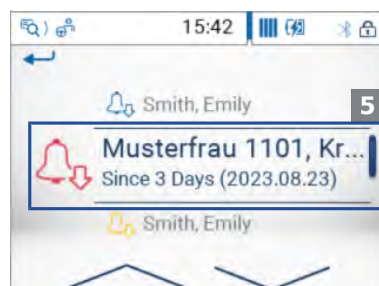 15:42
Smith, Emily
5
Musterfrau 1101, Kr...
Since 3 Days (2023.08.23)
Smith, Emily